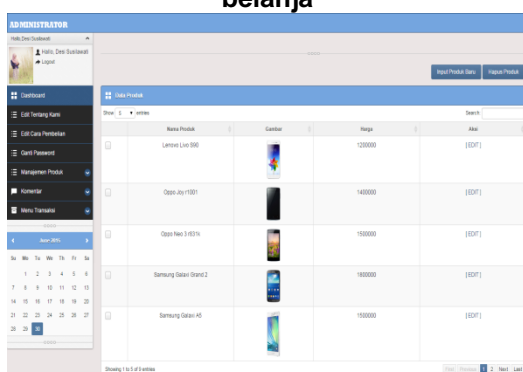 belanja
ADMINISTRATOR
Hallo, Desi Susilawati
Hallo, Desi Susilawati
Logout
Input Produk Baru Hapus Produk
Dashboard
Edit Tentang Kami
Edit Cara Pembelian
Ganti Password
Manajemen Produk
Komentar
Menu Transaksi
Data Produk
Show 5 entries Search
Nama Produk Gambar Harga Aksi
Lenovo Livo S90 1200000 [EDIT]
Oppo Joy r1001 1400000 [EDIT]
Oppo Neo 3 r831k 1500000 [EDIT]
Samsung Galaxi Grand 2 1800000 [EDIT]
Samsung Galaxi A5 1500000 [EDIT]
Showing 1 to 5 of 8 entries First Previous 1 2 Next Last
June 2015
Su Mo Tu We Th Fr Sa
1 2 3 4 5 6
7 8 9 10 11 12 13
14 15 16 17 18 19 20
21 22 23 24 25 26 27
28 29 30